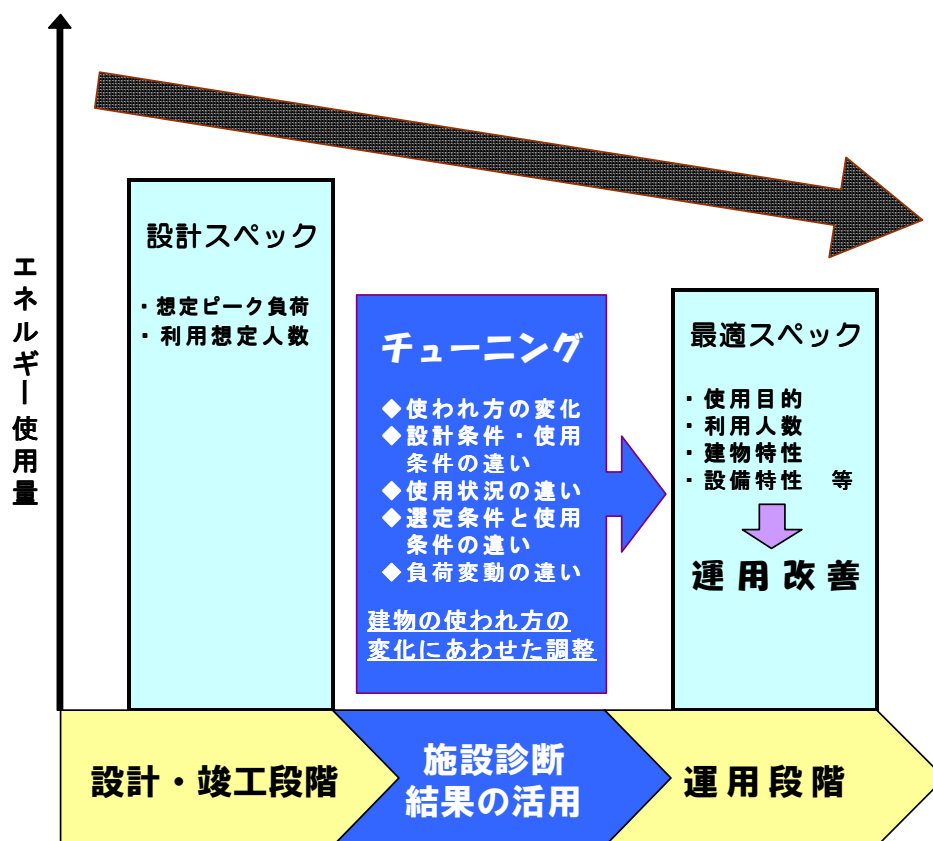 エネルギー使用量
設計スペック
・想定ピーク負荷
・利用想定人数
チューニング
◆使われ方の変化
◆設計条件・使用
条件の違い
◆使用状況の違い
◆選定条件と使用
条件の違い
◆負荷変動の違い
建物の使われ方の
変化にあわせた調整
最適スペック
・使用目的
・利用人数
・建物特性
・設備特性　等
運用改善
設計・竣工段階
施設診断
結果の活用
運用段階